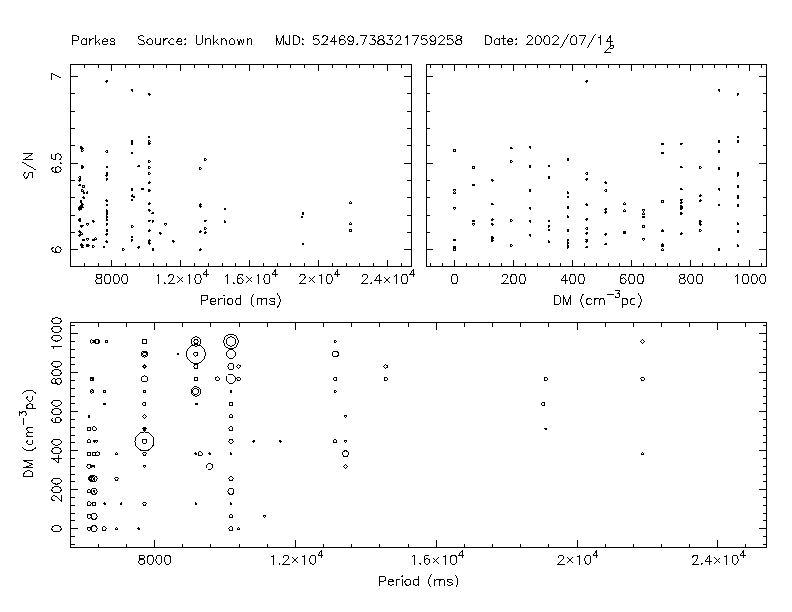 Parkes Source: Unknown MJD: 52469.738321759258 Date: 2002/07/14
2
7
6.5
6
S/N
8000 1.2×10⁴ 1.6×10⁴ 2×10⁴ 2.4×10⁴
Period (ms)
0 200 400 600 800 1000
DM (cm⁻³pc)
1000
800
600
400
200
0
DM (cm⁻³pc)
8000 1.2×10⁴ 1.6×10⁴ 2×10⁴ 2.4×10⁴
Period (ms)